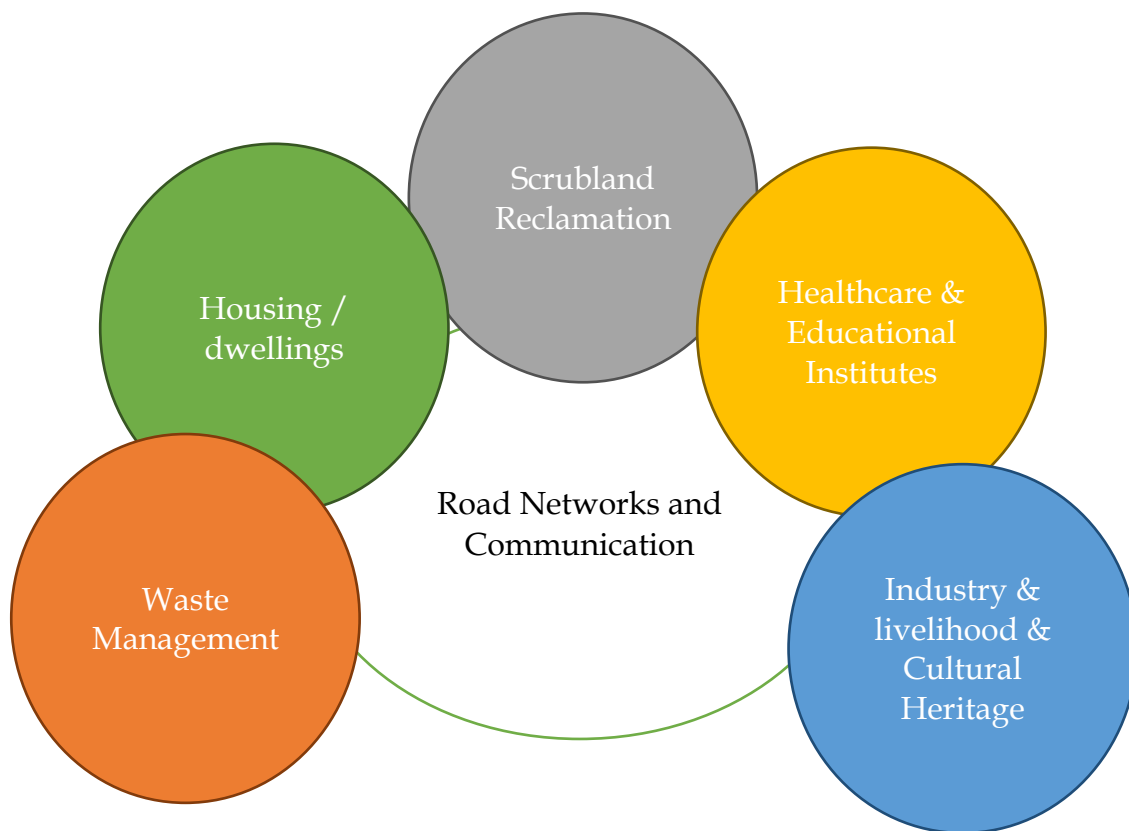 Scrubland
Reclamation
Housing /
dwellings
Healthcare &
Educational
Institutes
Road Networks and
Communication
Waste
Management
Industry &
livelihood &
Cultural
Heritage